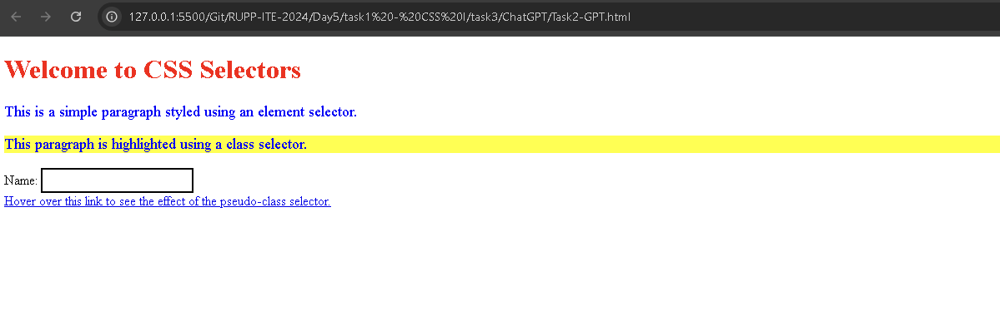 127.0.0.1:5500/Git/RUPP-ITE-2024/Day5/task1%20-%20CSS%20I/task3/ChatGPT/Task2-GPT.html
Welcome to CSS Selectors
This is a simple paragraph styled using an element selector.
This paragraph is highlighted using a class selector.
Name:
Hover over this link to see the effect of the pseudo-class selector.